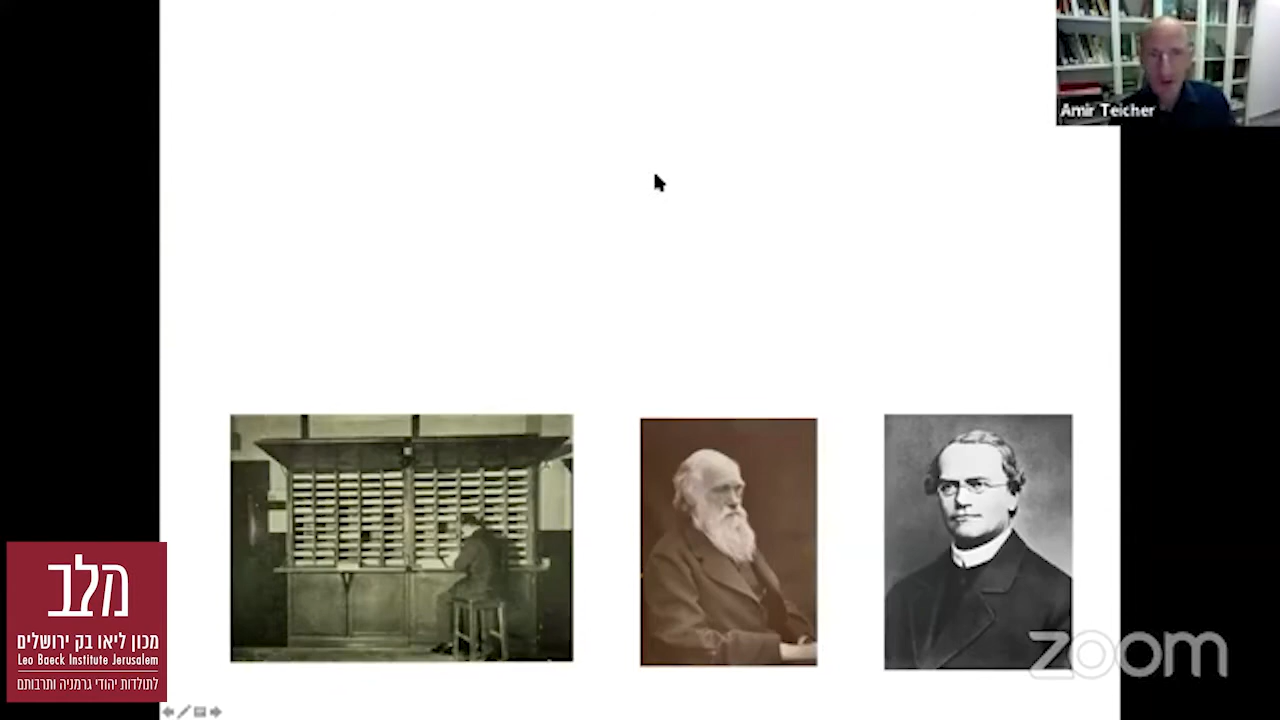 Amir Teicher
מלב
מכון ליאו בק ירושלים
Leo Baeck Institute Jerusalem
לתולדות יהודי גרמניה ותרבותם
zoom